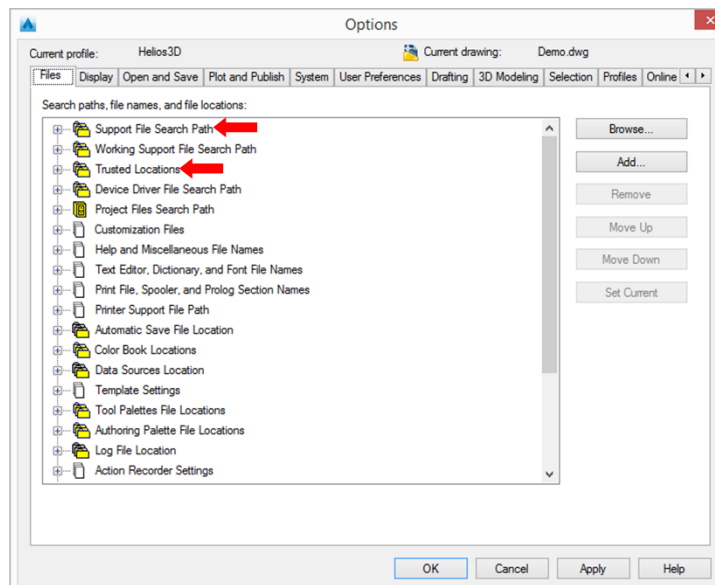 Options
Current profile: Helios3D Current drawing: Demo.dwg
Files Display Open and Save Plot and Publish System User Preferences Drafting 3D Modeling Selection Profiles Online
Search paths, file names, and file locations:
Support File Search Path
Working Support File Search Path
Trusted Locations
Device Driver File Search Path
Project Files Search Path
Customization Files
Help and Miscellaneous File Names
Text Editor, Dictionary, and Font File Names
Print File, Spooler, and Prolog Section Names
Printer Support File Path
Automatic Save File Location
Color Book Locations
Data Sources Location
Template Settings
Tool Palettes File Locations
Authoring Palette File Locations
Log File Location
Action Recorder Settings
Browse...
Add...
Remove
Move Up
Move Down
Set Current
OK Cancel Apply Help